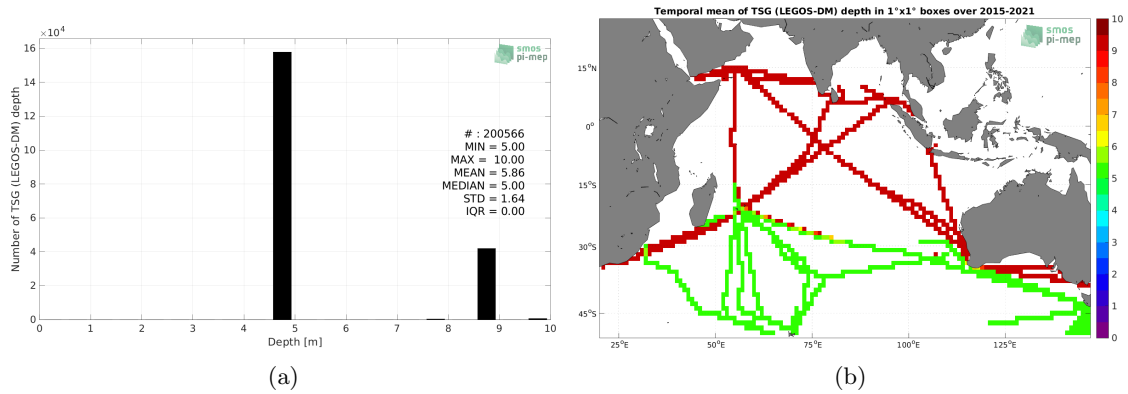 ×10⁴
16
14
12
10
8
6
4
2
0
Number of TSG (LEGOS-DM) depth
smos
pi-mep
# : 200566
MIN = 5.00
MAX = 10.00
MEAN = 5.86
MEDIAN = 5.00
STD = 1.64
IQR = 0.00
0 1 2 3 4 5 6 7 8 9 10
Depth [m]
(a)
Temporal mean of TSG (LEGOS-DM) depth in 1°x1° boxes over 2015-2021
smos
pi-mep
15°N
0°
15°S
30°S
45°S
25°E 50°E 75°E 100°E 125°E
10
9
8
7
6
5
4
3
2
1
0
(b)